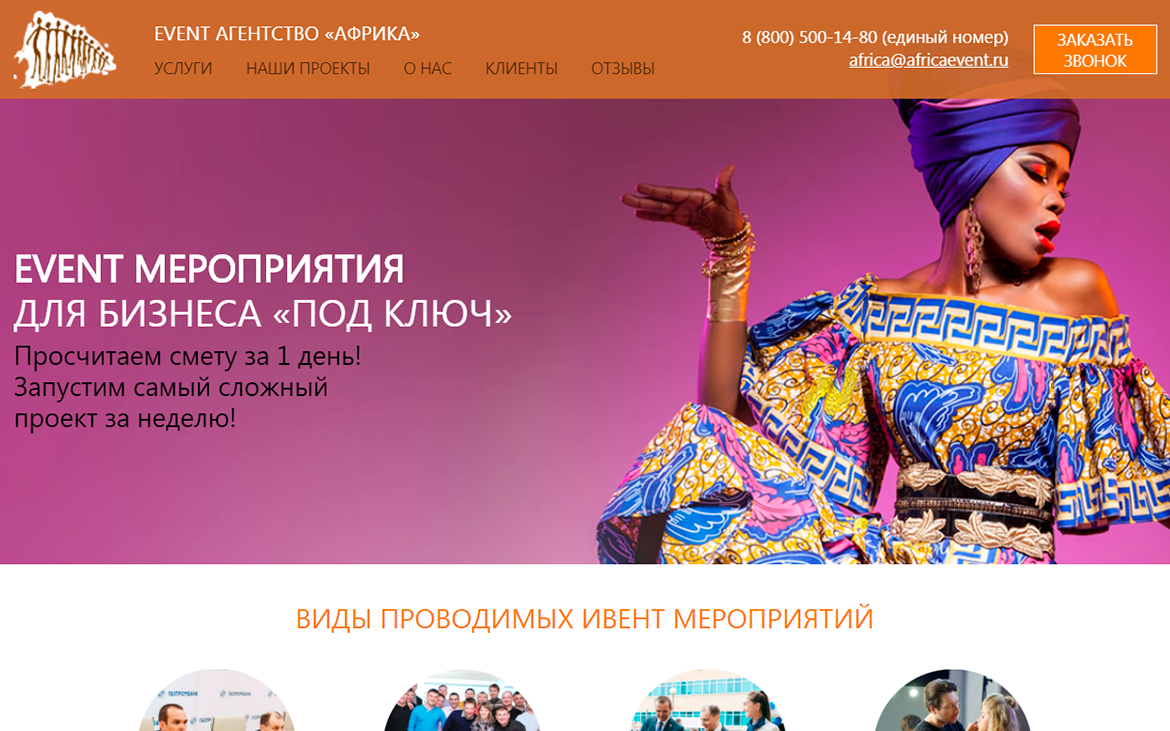 EVENT АГЕНТСТВО «АФРИКА»
УСЛУГИ НАШИ ПРОЕКТЫ О НАС КЛИЕНТЫ ОТЗЫВЫ
8 (800) 500-14-80 (единый номер)
africa@africaevent.ru
ЗАКАЗАТЬ
ЗВОНОК
EVENT МЕРОПРИЯТИЯ
ДЛЯ БИЗНЕСА «ПОД КЛЮЧ»
Просчитаем смету за 1 день!
Запустим самый сложный
проект за неделю!
ВИДЫ ПРОВОДИМЫХ ИВЕНТ МЕРОПРИЯТИЙ
ГАЗПРОМБАНК